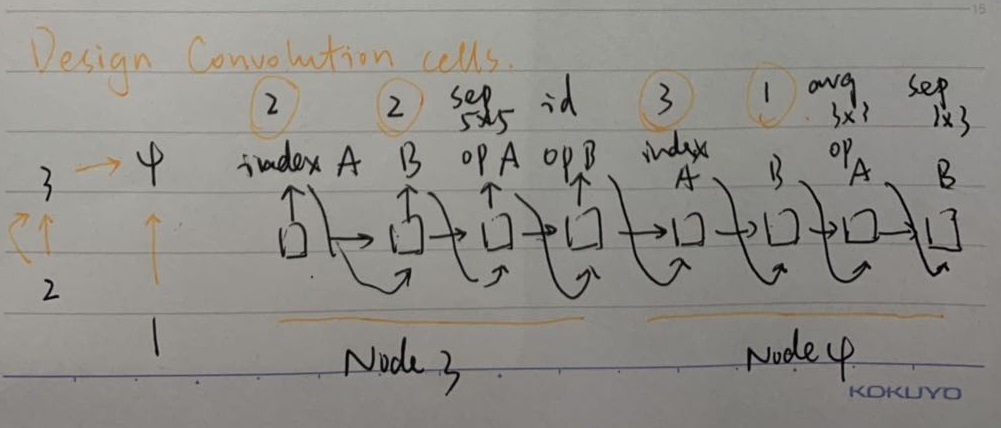 15
Design Convolution cells.
2 2 sep 5x5 id 3 1 avg 3x3 sep 3x3
3 4 index A B op A op B index A B op A B
2
1
Node 3 Node 4
KOKUYO